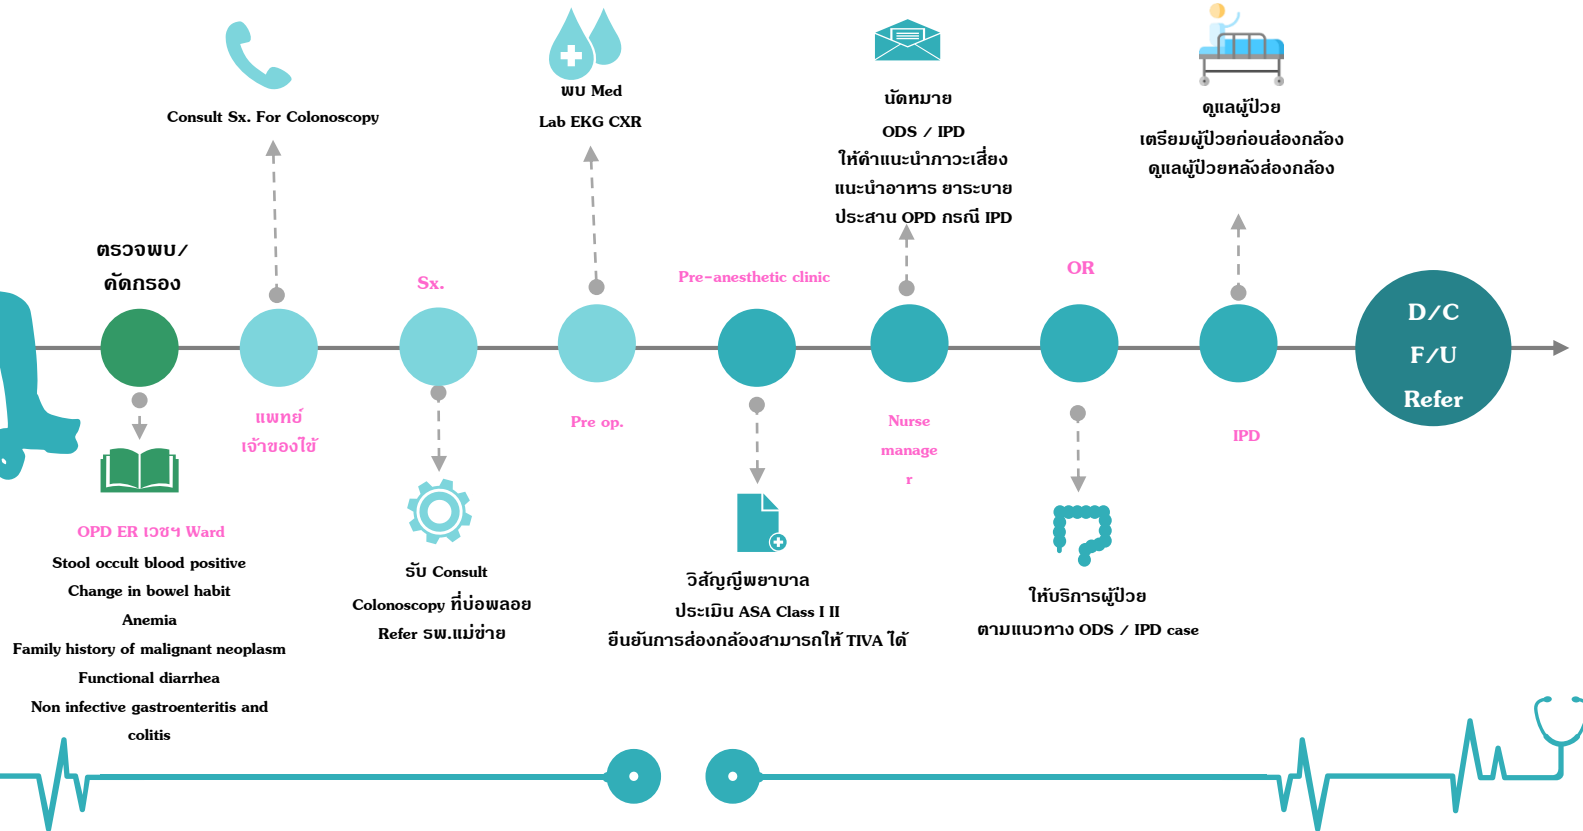 Consult Sx. For Colonoscopy
พบ Med
Lab EKG CXR
นัดหมาย
ODS / IPD
ให้คำแนะนำภาวะเสี่ยง
แนะนำอาหาร ยาระบาย
ประสาน OPD กรณี IPD
ดูแลผู้ป่วย
เตรียมผู้ป่วยก่อนส่องกล้อง
ดูแลผู้ป่วยหลังส่องกล้อง
ตรวจพบ/
คัดกรอง
Sx.
Pre-anesthetic clinic
OR
D/C
F/U
Refer
แพทย์
เจ้าของไข้
Pre op.
Nurse
manage
r
IPD
OPD ER เวชฯ Ward
Stool occult blood positive
Change in bowel habit
Anemia
Family history of malignant neoplasm
Functional diarrhea
Non infective gastroenteritis and
colitis
รับ Consult
Colonoscopy ที่บ่อพลอย
Refer รพ.แม่ข่าย
วิสัญญีพยาบาล
ประเมิน ASA Class I II
ยืนยันการส่องกล้องสามารถให้ TIVA ได้
ให้บริการผู้ป่วย
ตามแนวทาง ODS / IPD case